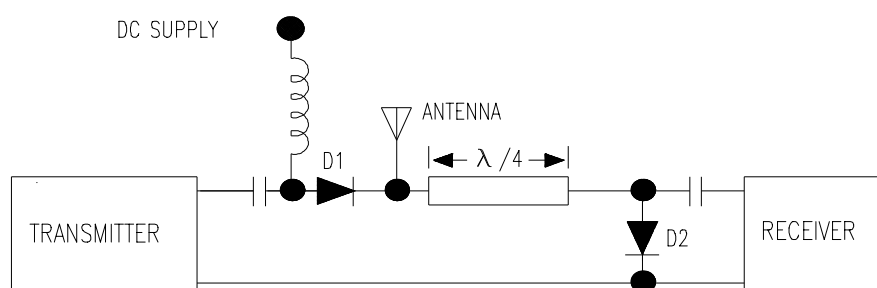 DC SUPPLY
ANTENNA
D1
λ /4
TRANSMITTER
D2
RECEIVER